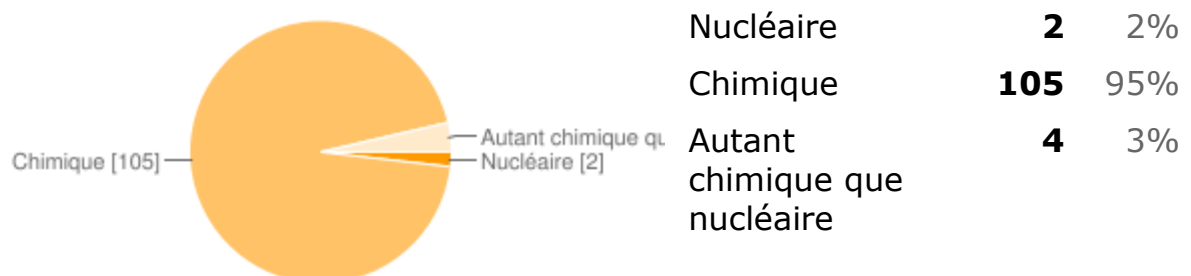 Chimique [105]
Autant chimique qu
Nucléaire [2]
Nucléaire 2 2%
Chimique 105 95%
Autant 4 3%
chimique que
nucléaire